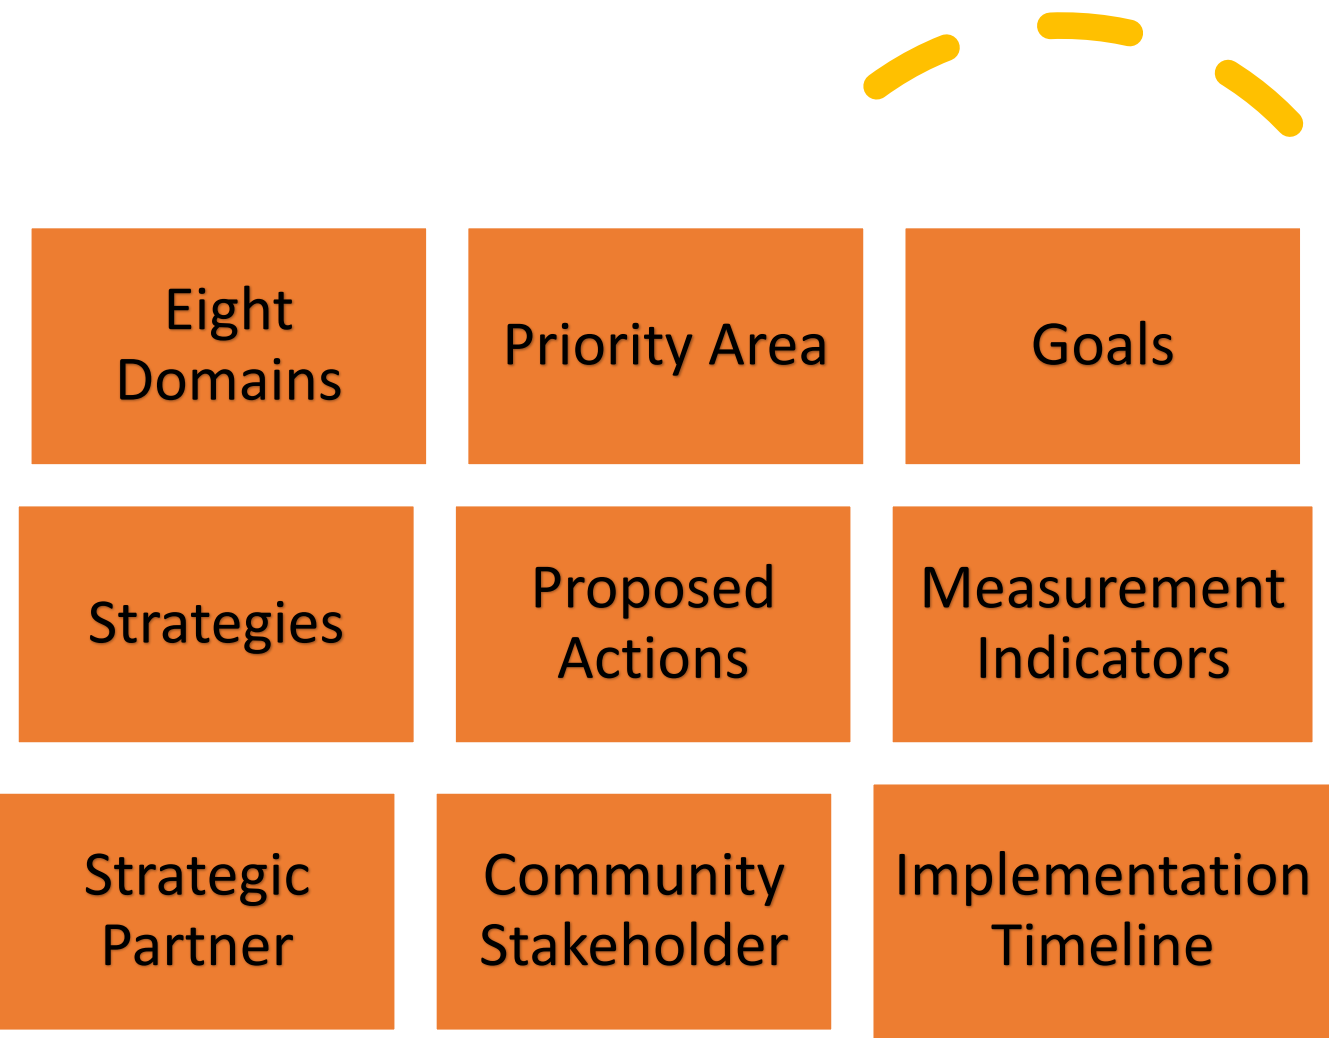 Eight
Domains
Priority Area
Goals
Strategies
Proposed
Actions
Measurement
Indicators
Strategic
Partner
Community
Stakeholder
Implementation
Timeline